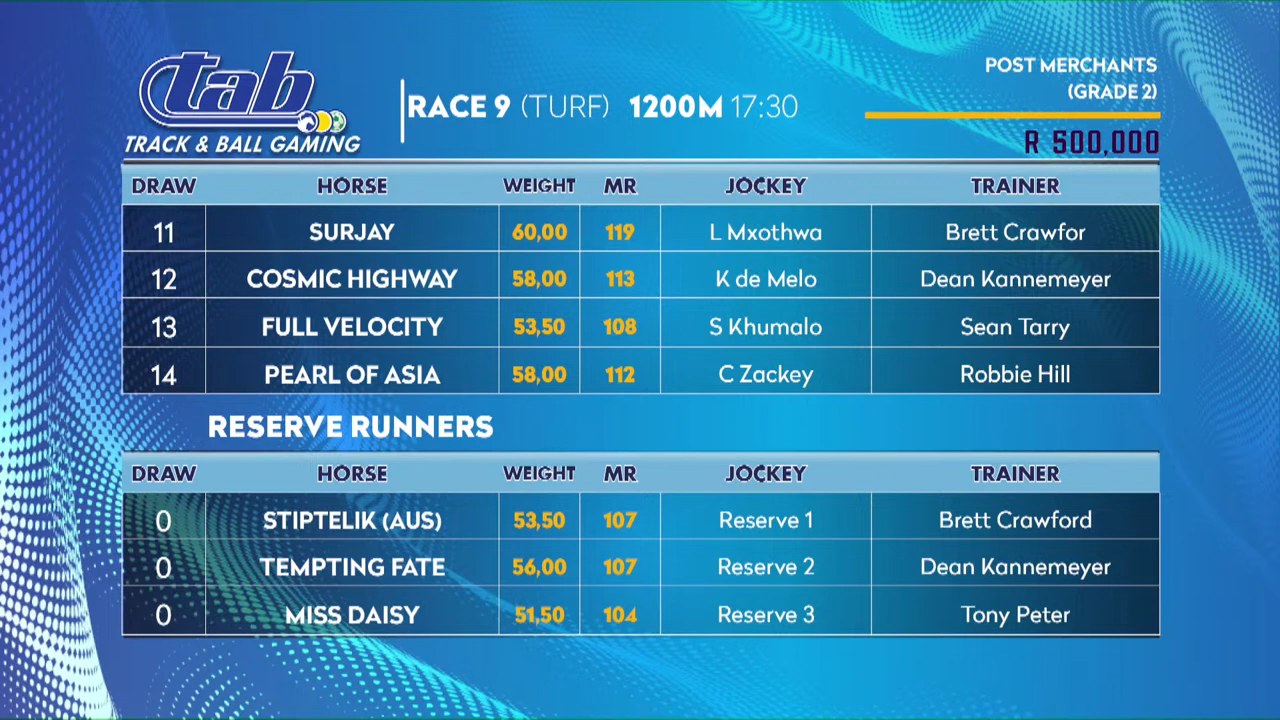 tab
TRACK & BALL GAMING
RACE 9 (TURF) 1200M 17:30
POST MERCHANTS
(GRADE 2)
R 500,000
DRAW HORSE WEIGHT MR JOCKEY TRAINER
11 SURJAY 60,00 119 L Mxothwa Brett Crawfor
12 COSMIC HIGHWAY 58,00 113 K de Melo Dean Kannemeyer
13 FULL VELOCITY 53,50 108 S Khumalo Sean Tarry
14 PEARL OF ASIA 58,00 112 C Zackey Robbie Hill
RESERVE RUNNERS
DRAW HORSE WEIGHT MR JOCKEY TRAINER
0 STIPTELIK (AUS) 53,50 107 Reserve 1 Brett Crawford
0 TEMPTING FATE 56,00 107 Reserve 2 Dean Kannemeyer
0 MISS DAISY 51,50 104 Reserve 3 Tony Peter